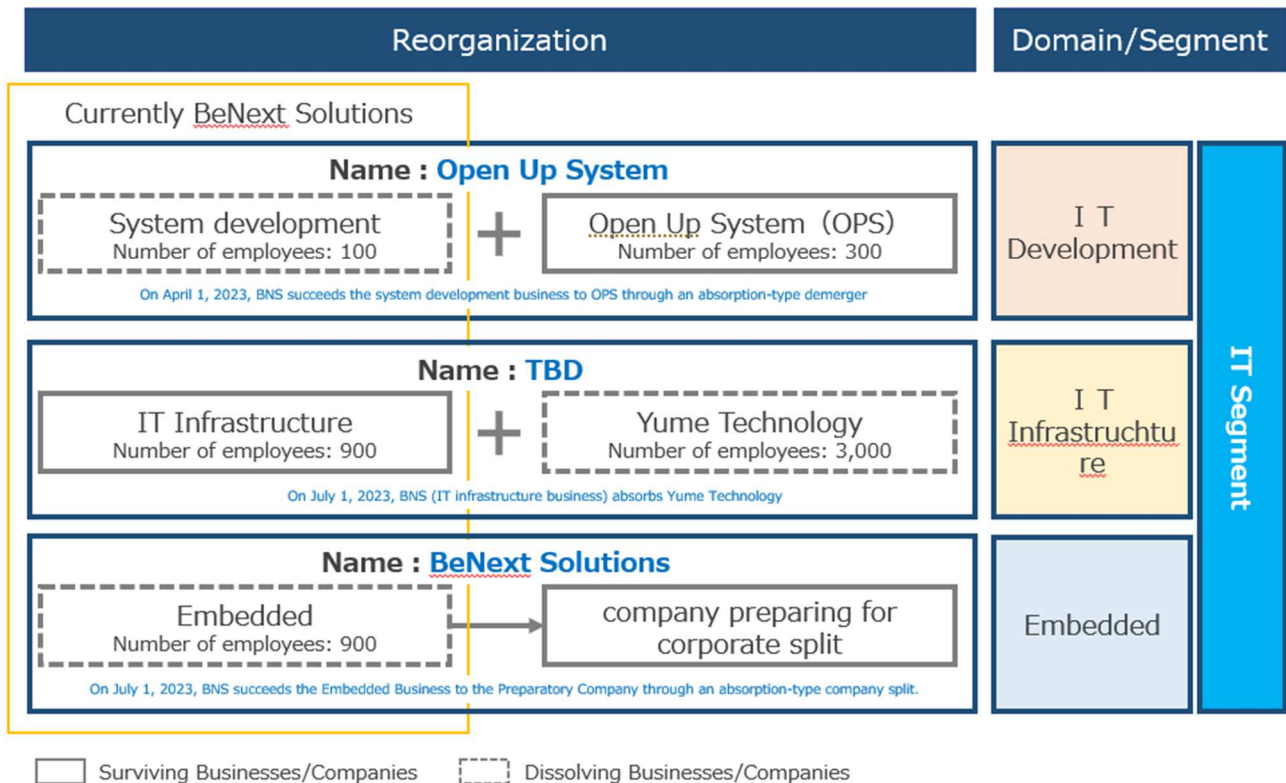 Reorganization
Domain/Segment
Currently BeNext Solutions
Name : Open Up System
System development
Number of employees: 100
+
Open Up System（OPS）
Number of employees: 300
On April 1, 2023, BNS succeeds the system development business to OPS through an absorption-type demerger
I T
Development
Name : TBD
IT Infrastructure
Number of employees: 900
+
Yume Technology
Number of employees: 3,000
On July 1, 2023, BNS (IT infrastructure business) absorbs Yume Technology
I T
Infrastruchtu
re
IT Segment
Name : BeNext Solutions
Embedded
Number of employees: 900
company preparing for
corporate split
On July 1, 2023, BNS succeeds the Embedded Business to the Preparatory Company through an absorption-type company split.
Embedded
Surviving Businesses/Companies
Dissolving Businesses/Companies